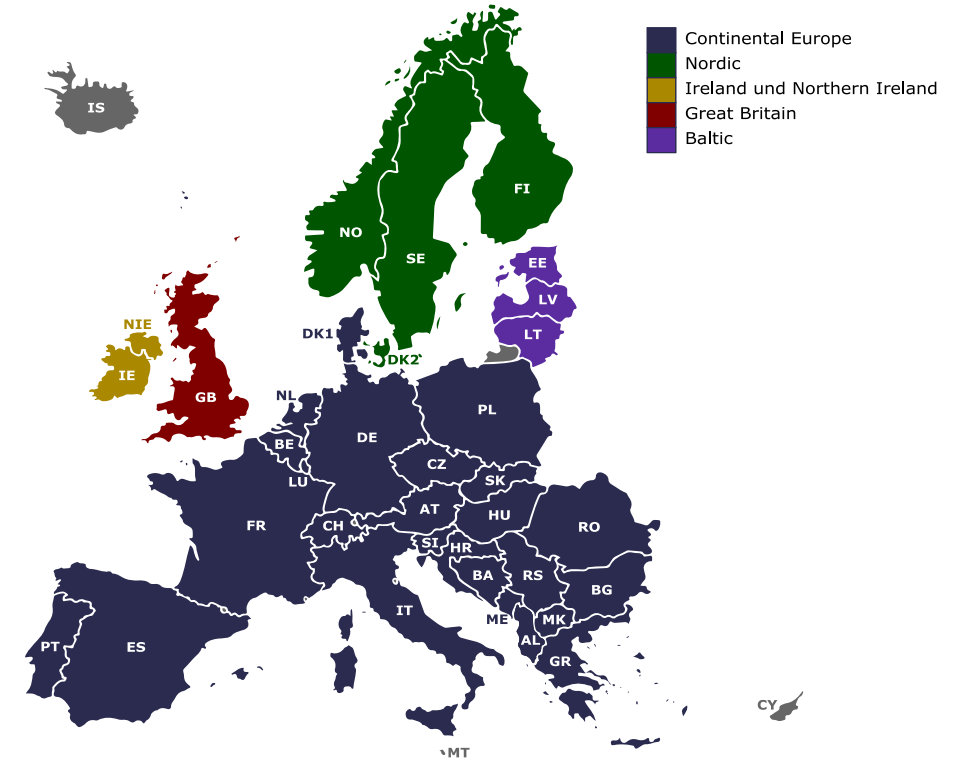 Continental Europe
Nordic
Ireland und Northern Ireland
Great Britain
Baltic
IS
FI
NO
SE
EE
LV
LT
NIE
DK1
DK2
IE
GB
NL
PL
BE
DE
CZ
LU
SK
AT
HU
FR
CH
RO
SI
HR
BA
RS
BG
IT
ME
MK
PT
ES
AL
GR
CY
MT